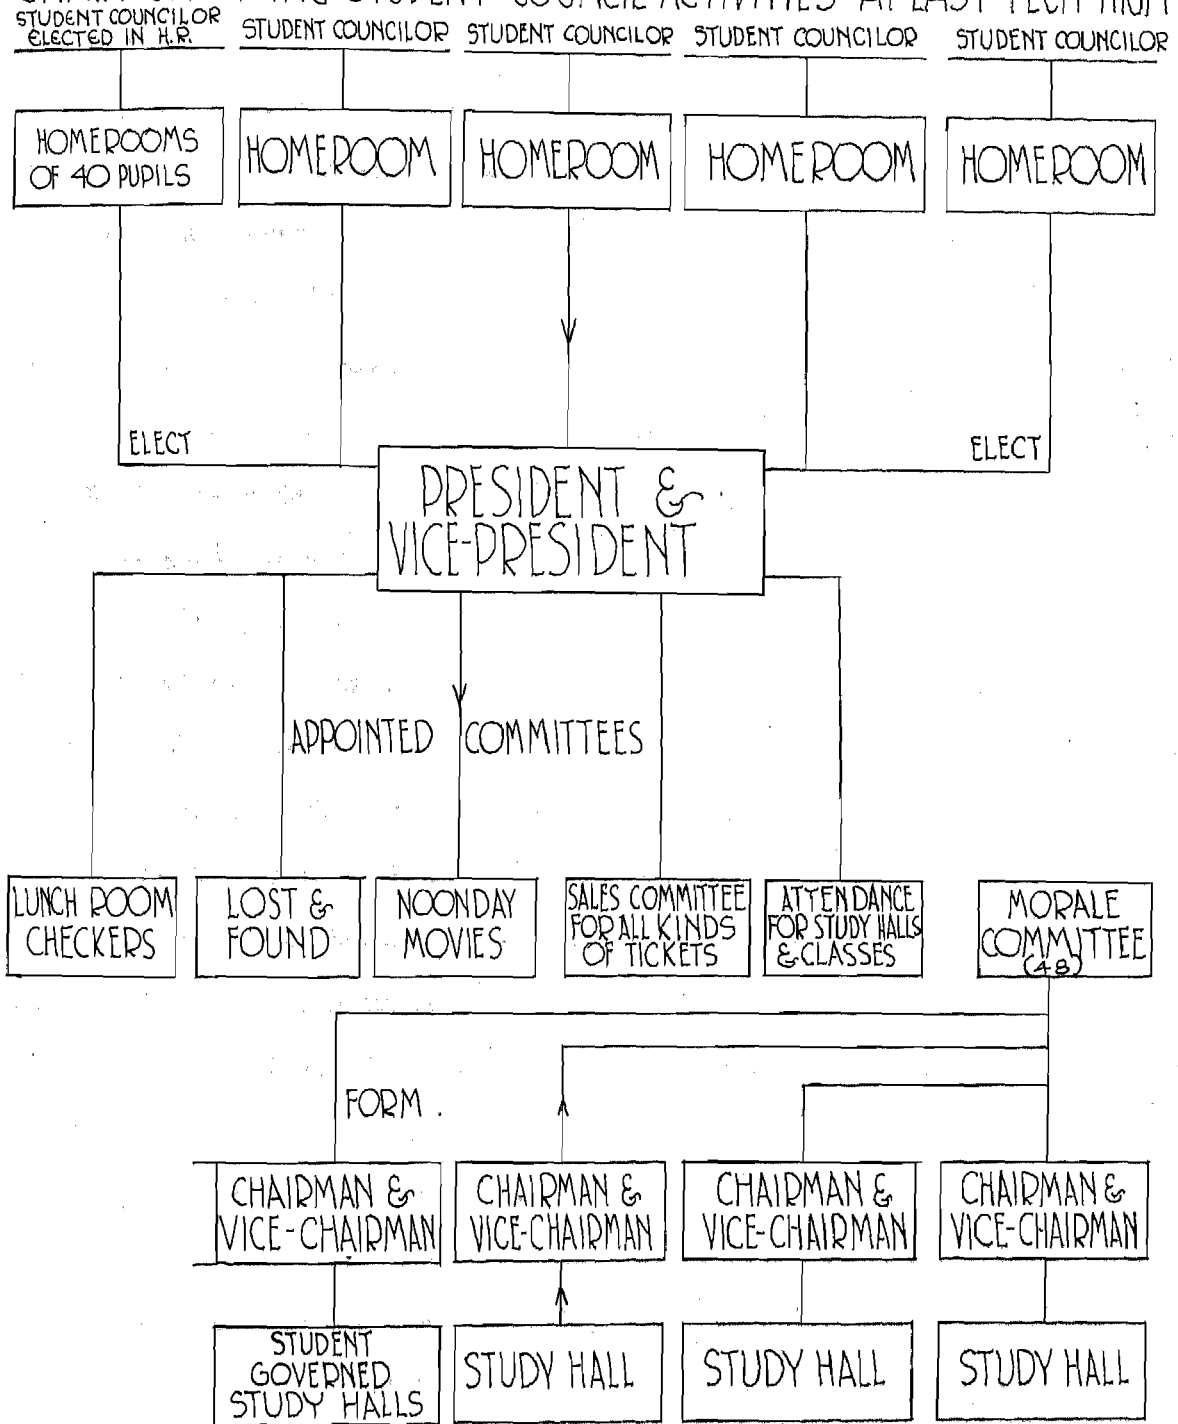 STUDENT COUNCIL ACTIVITIES AT EAST TECH HIGH
STUDENT COUNCILOR
ELECTED IN H.R.
STUDENT COUNCILOR
STUDENT COUNCILOR
STUDENT COUNCILOR
STUDENT COUNCILOR
HOMEROOMS
OF 40 PUPILS
HOMEROOM
HOMEROOM
HOMEROOM
HOMEROOM
ELECT
ELECT
PRESIDENT &
VICE-PRESIDENT
APPOINTED COMMITTEES
LUNCH ROOM
CHECKERS
LOST &
FOUND
NOONDAY
MOVIES
SALES COMMITTEE
FOR ALL KINDS
OF TICKETS
ATTENDANCE
FOR STUDY HALLS
& CLASSES
MORALE
COMMITTEE
(48)
FORM.
CHAIRMAN &
VICE-CHAIRMAN
CHAIRMAN &
VICE-CHAIRMAN
CHAIRMAN &
VICE-CHAIRMAN
CHAIRMAN &
VICE-CHAIRMAN
STUDENT
GOVERNED
STUDY HALLS
STUDY HALL
STUDY HALL
STUDY HALL